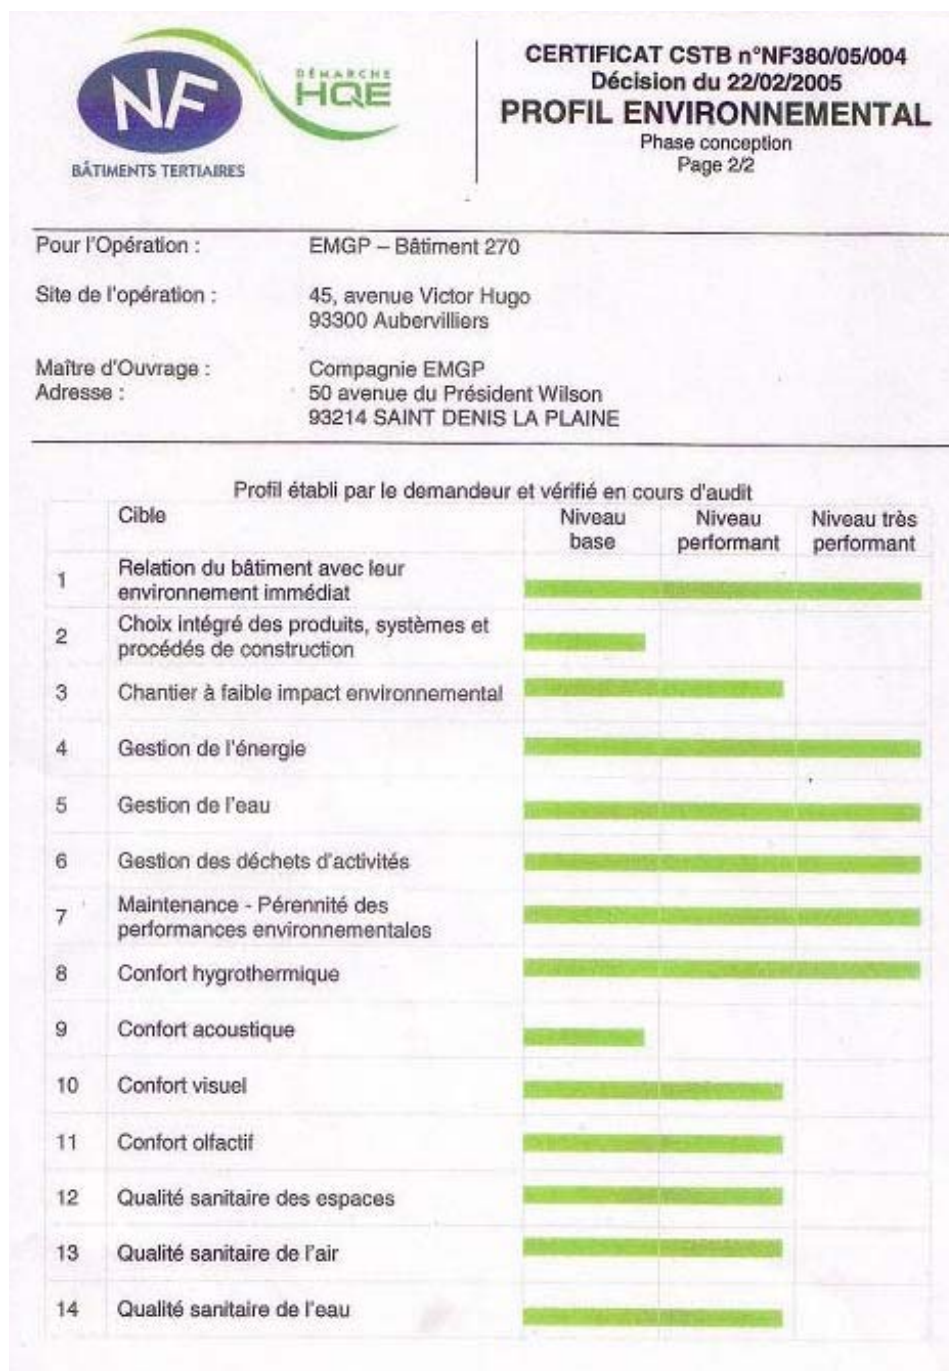 NF
DÉMARCHE
HQE
BÂTIMENTS TERTIAIRES
CERTIFICAT CSTB n°NF380/05/004
Décision du 22/02/2005
PROFIL ENVIRONNEMENTAL
Phase conception
Page 2/2
Pour l'Opération : EMGP – Bâtiment 270
Site de l'opération : 45, avenue Victor Hugo
93300 Aubervilliers
Maître d'Ouvrage : Compagnie EMGP
Adresse : 50 avenue du Président Wilson
93214 SAINT DENIS LA PLAINE
Profil établi par le demandeur et vérifié en cours d'audit
Cible Niveau base Niveau performant Niveau très performant
1 Relation du bâtiment avec leur
environnement immédiat
2 Choix intégré des produits, systèmes et
procédés de construction
3 Chantier à faible impact environnemental
4 Gestion de l'énergie
5 Gestion de l'eau
6 Gestion des déchets d'activités
7 Maintenance - Pérennité des
performances environnementales
8 Confort hygrothermique
9 Confort acoustique
10 Confort visuel
11 Confort olfactif
12 Qualité sanitaire des espaces
13 Qualité sanitaire de l'air
14 Qualité sanitaire de l'eau